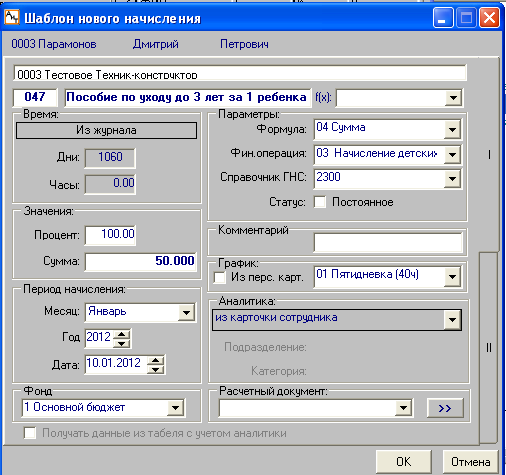 Шаблон нового начисления
0003 Парамонов Дмитрий Петрович
0003 Тестовое Техник-конструктор
047 Пособие по уходу до 3 лет за 1 ребенка f(x):
Время:
Из журнала
Дни: 1060
Часы: 0.00
Параметры:
Формула: 04 Сумма
Фин.операция: 03 Начисление детских
Справочник ГНС: 2300
Статус: Постоянное
Значения:
Процент: 100.00
Сумма: 50.000
Комментарий
График:
Из перс. карт. 01 Пятидневка (40ч)
Период начисления:
Месяц: Январь
Год 2012
Дата: 10.01.2012
Аналитика:
из карточки сотрудника
Подразделение:
Категория:
Фонд
1 Основной бюджет
Расчетный документ:
>>
Получать данные из табеля с учетом аналитики
I
II
OK Отмена